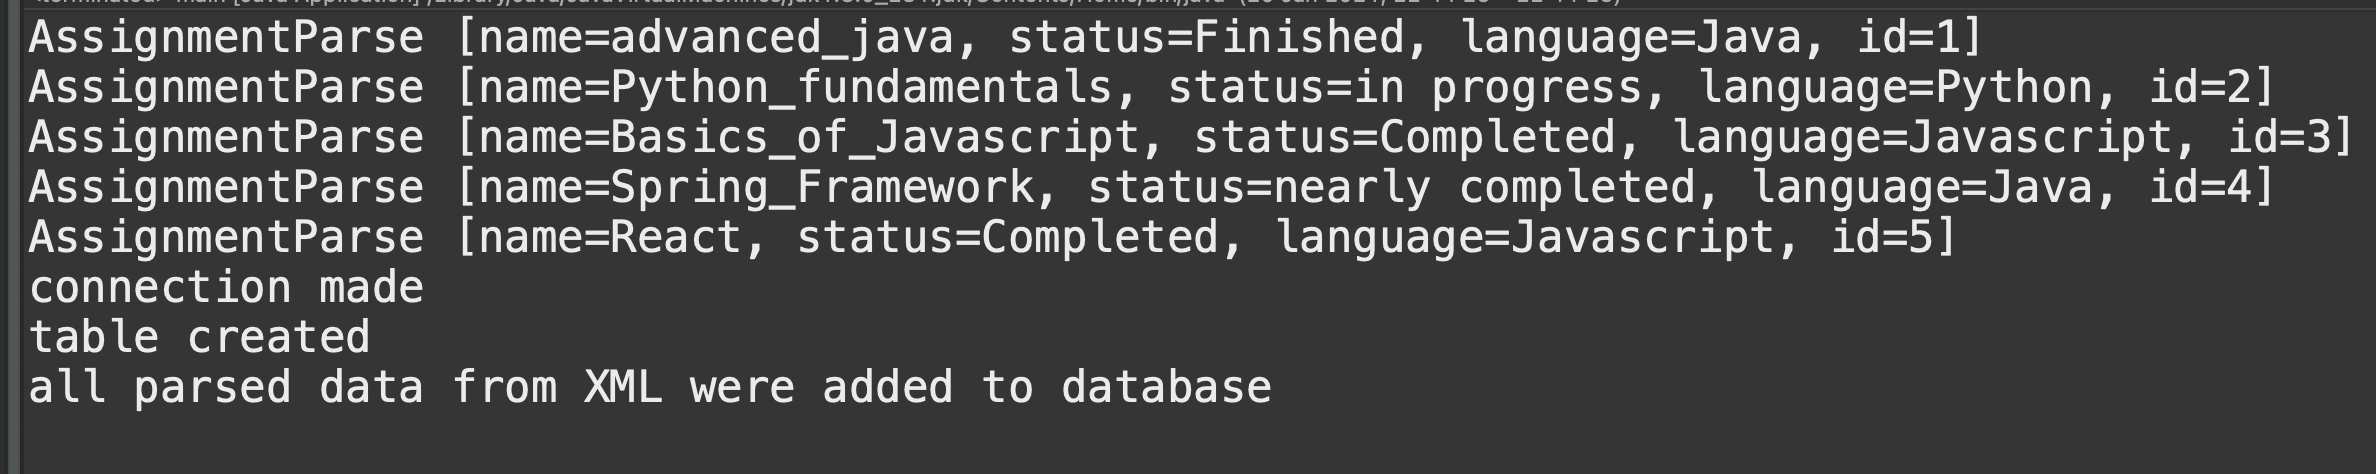 AssignmentParse [name=advanced_java, status=Finished, language=Java, id=1]
AssignmentParse [name=Python_fundamentals, status=in progress, language=Python, id=2]
AssignmentParse [name=Basics_of_Javascript, status=Completed, language=Javascript, id=3]
AssignmentParse [name=Spring_Framework, status=nearly completed, language=Java, id=4]
AssignmentParse [name=React, status=Completed, language=Javascript, id=5]
connection made
table created
all parsed data from XML were added to database